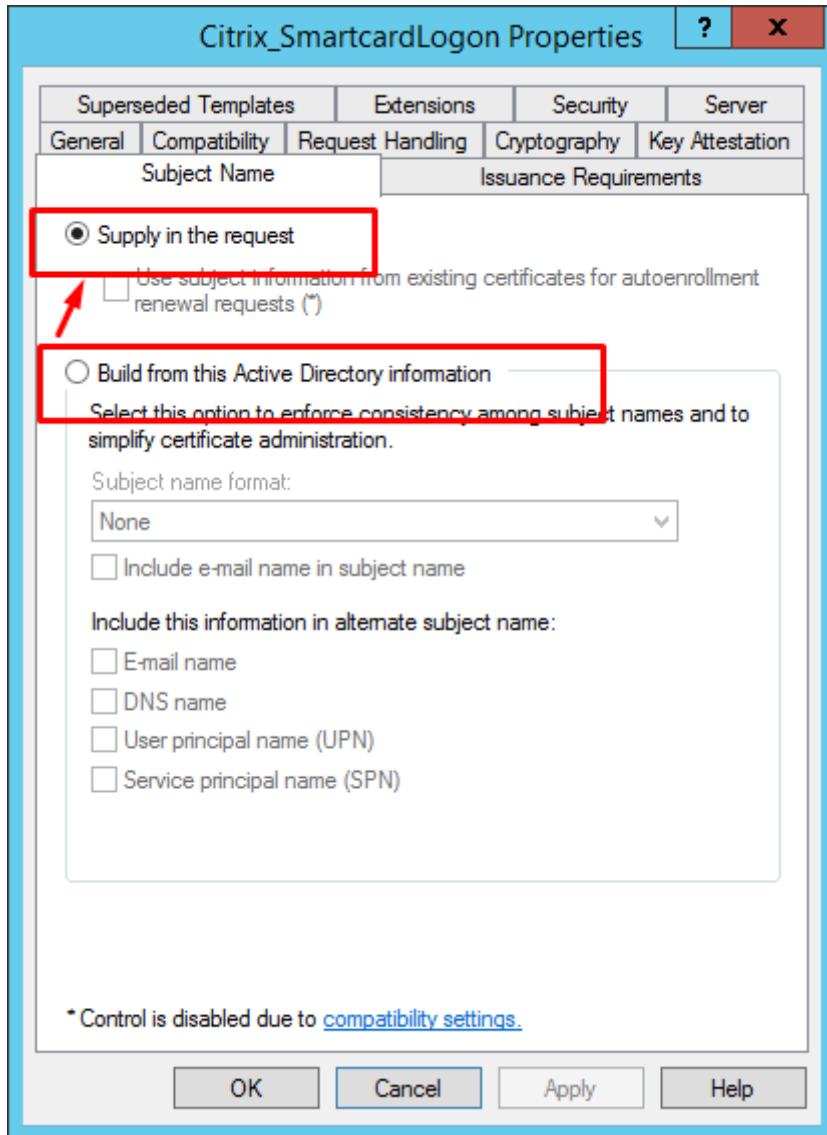 Citrix_SmartcardLogon Properties
?
x
Superseded Templates Extensions Security Server
General Compatibility Request Handling Cryptography Key Attestation
Subject Name Issuance Requirements
Supply in the request
Use subject information from existing certificates for autoenrollment
renewal requests (*)
Build from this Active Directory information
Select this option to enforce consistency among subject names and to
simplify certificate administration.
Subject name format:
None
Include e-mail name in subject name
Include this information in alternate subject name:
E-mail name
DNS name
User principal name (UPN)
Service principal name (SPN)
* Control is disabled due to compatibility settings.
OK Cancel Apply Help